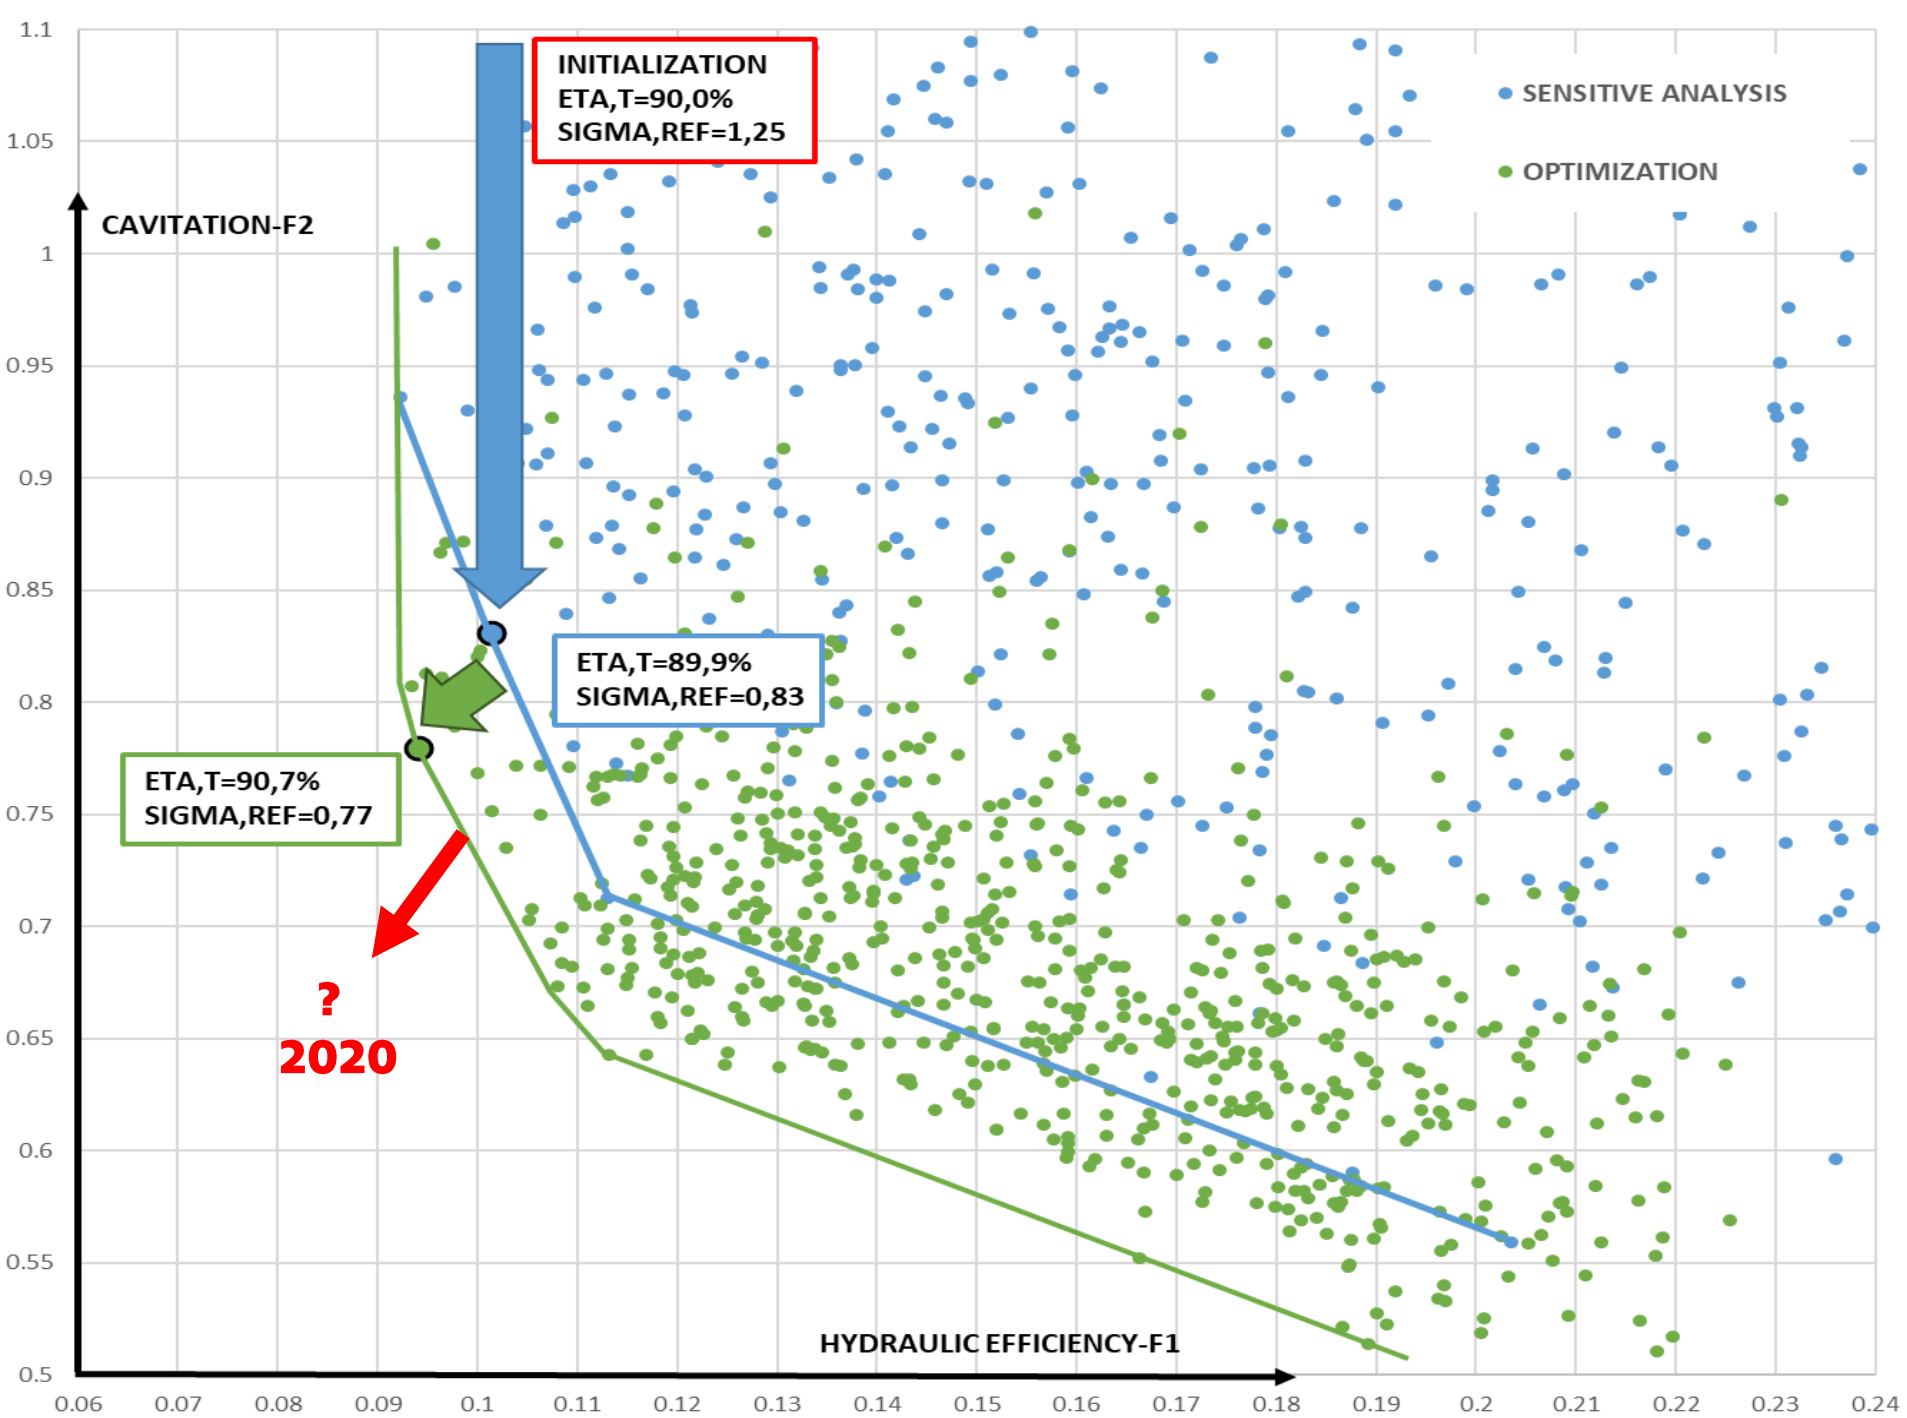 1.1
INITIALIZATION
ETA,T=90,0%
SIGMA,REF=1,25
SENSITIVE ANALYSIS
OPTIMIZATION
1.05
CAVITATION-F2
1
0.95
0.9
0.85
ETA,T=89,9%
SIGMA,REF=0,83
0.8
ETA,T=90,7%
SIGMA,REF=0,77
0.75
0.7
?
2020
0.65
0.6
0.55
HYDRAULIC EFFICIENCY-F1
0.5
0.06 0.07 0.08 0.09 0.1 0.11 0.12 0.13 0.14 0.15 0.16 0.17 0.18 0.19 0.2 0.21 0.22 0.23 0.24